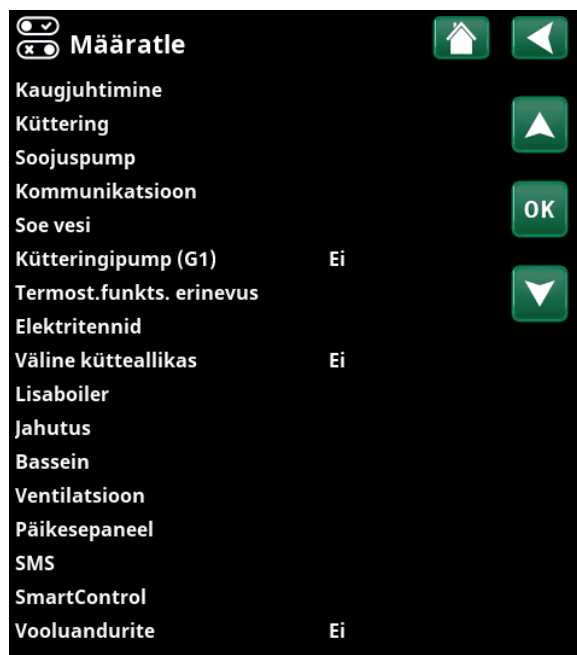 Määratle
Kaugjuhtimine
Küttering
Soojuspump
Kommunikatsioon
OK
Soe vesi
Kütteringipump (G1) Ei
Termost.funkts. erinevus
Elektritennid
Väline kütteallikas Ei
Lisaboiler
Jahutus
Bassein
Ventilatsioon
Päikesepaneel
SMS
SmartControl
Vooluandurite Ei